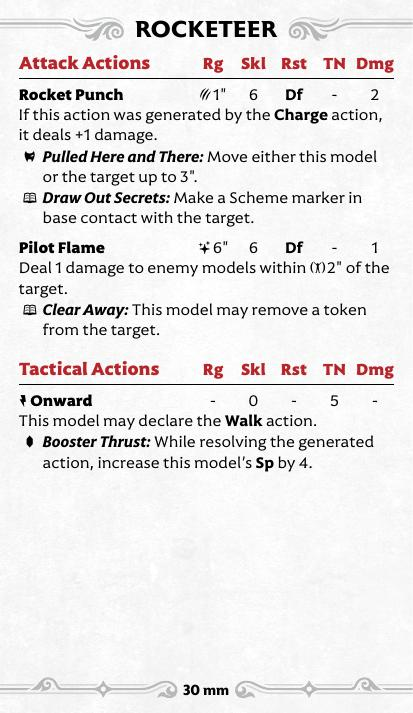 ROCKETEER
Attack Actions Rg Skl Rst TN Dmg
Rocket Punch 1" 6 Df - 2
If this action was generated by the Charge action,
it deals +1 damage.
Pulled Here and There: Move either this model
or the target up to 3".
Draw Out Secrets: Make a Scheme marker in
base contact with the target.
Pilot Flame 6" 6 Df - 1
Deal 1 damage to enemy models within 2" of the
target.
Clear Away: This model may remove a token
from the target.
Tactical Actions Rg Skl Rst TN Dmg
Onward - 0 - 5 -
This model may declare the Walk action.
Booster Thrust: While resolving the generated
action, increase this model's Sp by 4.
30 mm